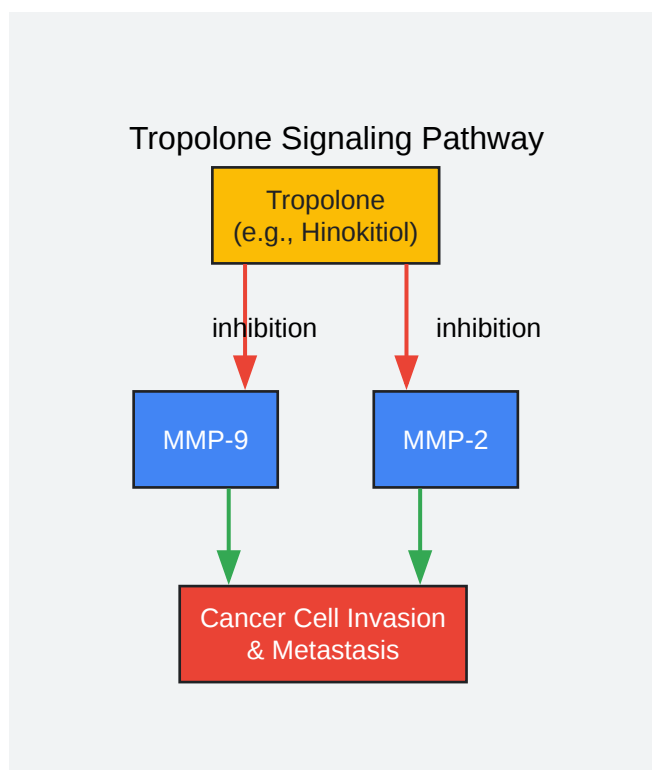 Tropolone Signaling Pathway
Tropolone
(e.g., Hinokitiol)
inhibition
inhibition
MMP-9
MMP-2
Cancer Cell Invasion
& Metastasis